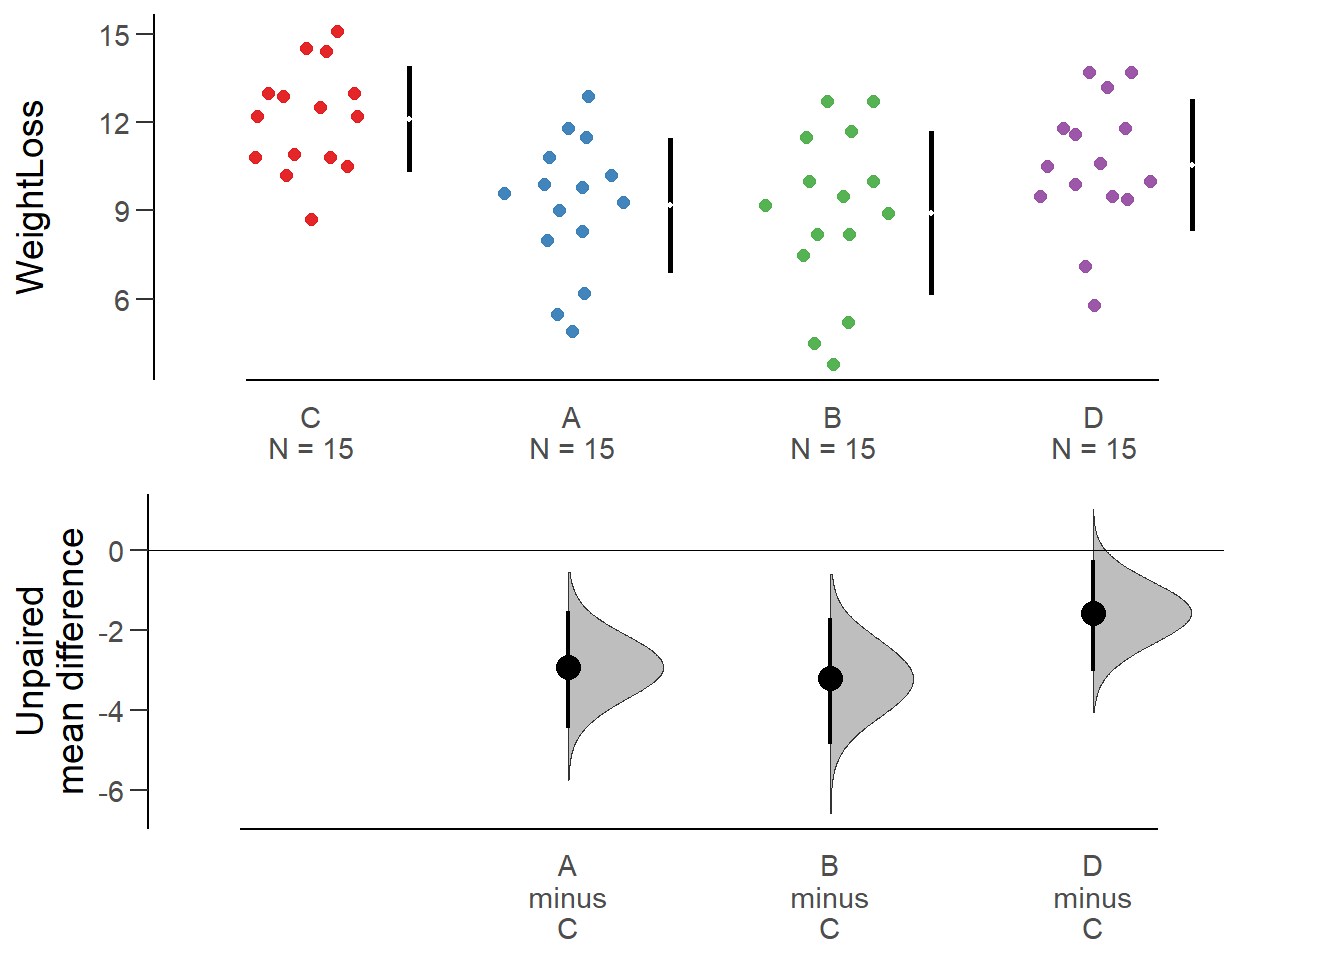 WeightLoss
15
12
9
6
C
N = 15
A
N = 15
B
N = 15
D
N = 15
Unpaired
mean difference
0
-2
-4
-6
A
minus
C
B
minus
C
D
minus
C